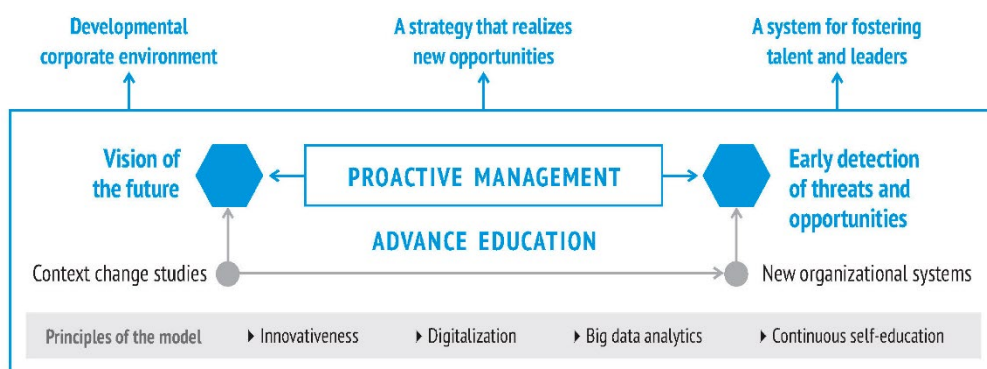 Developmental
corporate environment
A strategy that realizes
new opportunities
A system for fostering
talent and leaders
Vision of
the future
PROACTIVE MANAGEMENT
Early detection
of threats and
opportunities
ADVANCE EDUCATION
Context change studies
New organizational systems
Principles of the model
Innovativeness
Digitalization
Big data analytics
Continuous self-education